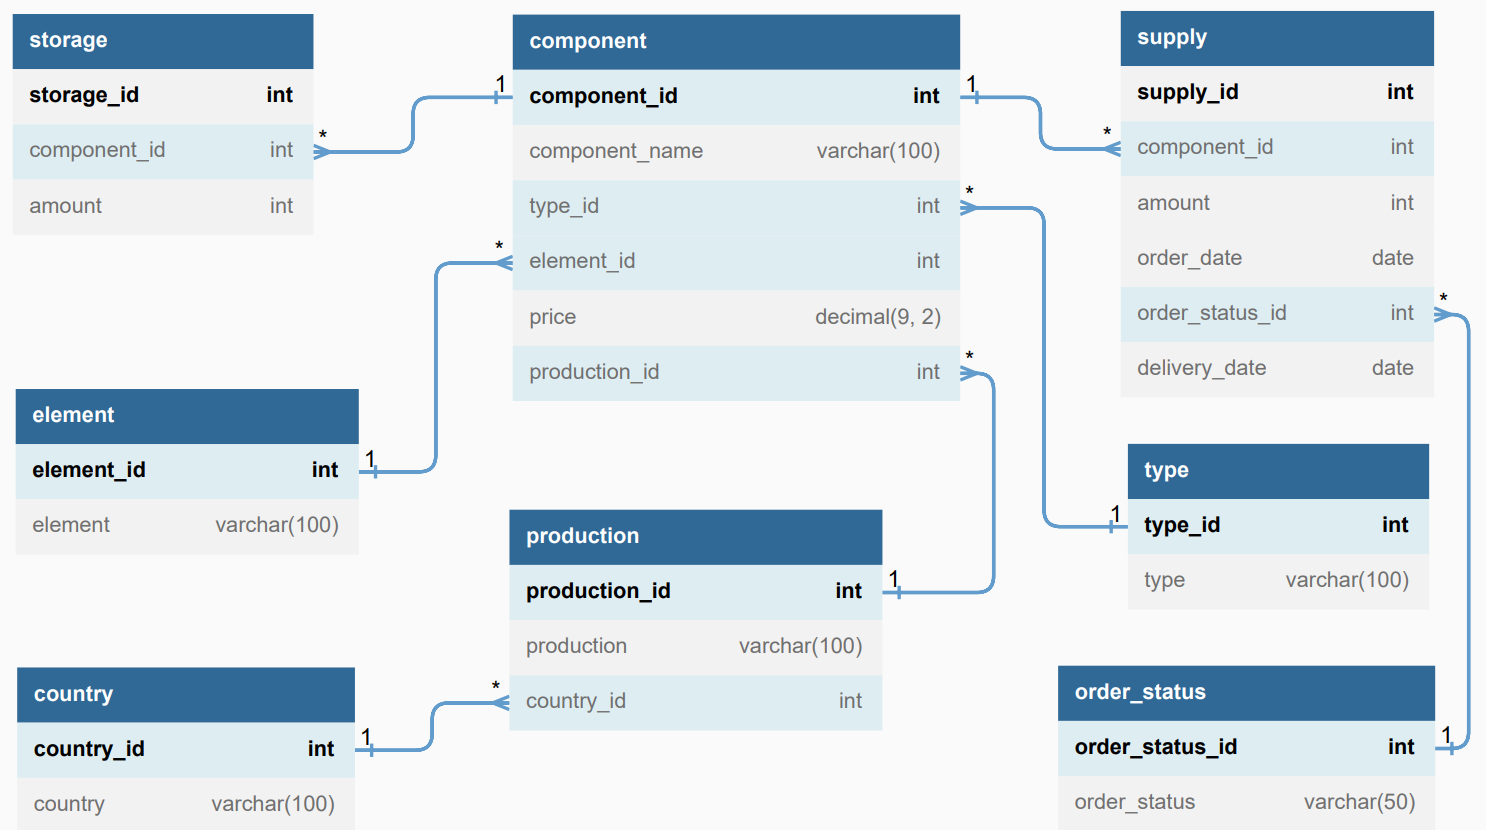 storage
storage_id int
component_id int
amount int
1
*
component
component_id int
component_name varchar(100)
type_id int
element_id int
price decimal(9, 2)
production_id int
1
*
*
*
*
supply
supply_id int
component_id int
amount int
order_date date
order_status_id int
delivery_date date
*
element
element_id int
element varchar(100)
1
production
production_id int
production varchar(100)
country_id int
1
*
type
type_id int
type varchar(100)
1
country
country_id int
country varchar(100)
1
order_status
order_status_id int
order_status varchar(50)
1